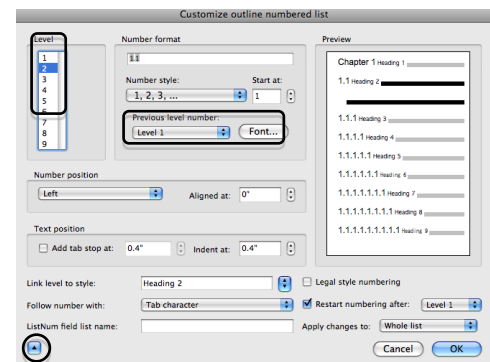 Customize outline numbered list
Level
Number format
Preview
1
2
3
4
5
6
7
8
9
1.1
Number style:
Start at:
1, 2, 3, ...
1
Previous level number:
Level 1
Font...
Chapter 1 Heading 1
1.1 Heading 2
1.1.1 Heading 3
1.1.1.1 Heading 4
1.1.1.1.1 Heading 5
1.1.1.1.1.1 Heading 6
1.1.1.1.1.1.1 Heading 7
1.1.1.1.1.1.1.1 Heading 8
1.1.1.1.1.1.1.1.1 Heading 9
Number position
Left
Aligned at:
0"
Text position
Add tab stop at:
0.4"
Indent at:
0.4"
Link level to style:
Heading 2
Legal style numbering
Follow number with:
Tab character
Restart numbering after:
Level 1
ListNum field list name:
Apply changes to:
Whole list
Cancel
OK